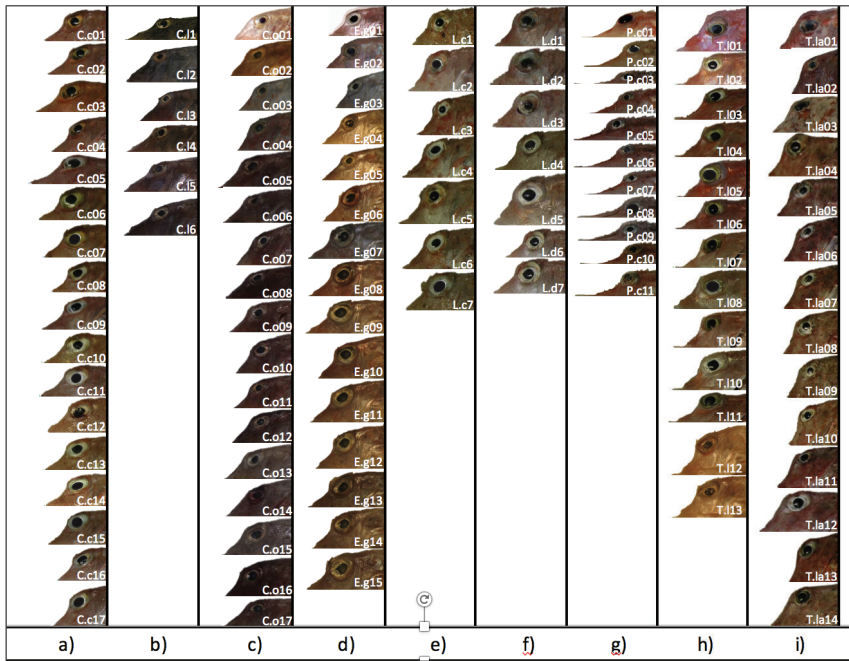 C.c01
C.c02
C.c03
C.c04
C.c05
C.c06
C.c07
C.c08
C.c09
C.c10
C.c11
C.c12
C.c13
C.c14
C.c15
C.c16
C.c17
a)
C.l1
C.l2
C.l3
C.l4
C.l5
C.l6
b)
C.o01
C.o02
C.o03
C.o04
C.o05
C.o06
C.o07
C.o08
C.o09
C.o10
C.o11
C.o12
C.o13
C.o14
C.o15
C.o16
C.o17
c)
E.g01
E.g02
E.g03
E.g04
E.g05
E.g06
E.g07
E.g08
E.g09
E.g10
E.g11
E.g12
E.g13
E.g14
E.g15
d)
L.c1
L.c2
L.c3
L.c4
L.c5
L.c6
L.c7
e)
L.d1
L.d2
L.d3
L.d4
L.d5
L.d6
L.d7
f)
P.c01
P.c02
P.c03
P.c04
P.c05
P.c06
P.c07
P.c08
P.c09
P.c10
P.c11
g)
T.l01
T.l02
T.l03
T.l04
T.l05
T.l06
T.l07
T.l08
T.l09
T.l10
T.l11
T.l12
T.l13
h)
T.la01
T.la02
T.la03
T.la04
T.la05
T.la06
T.la07
T.la08
T.la09
T.la10
T.la11
T.la12
T.la13
T.la14
i)